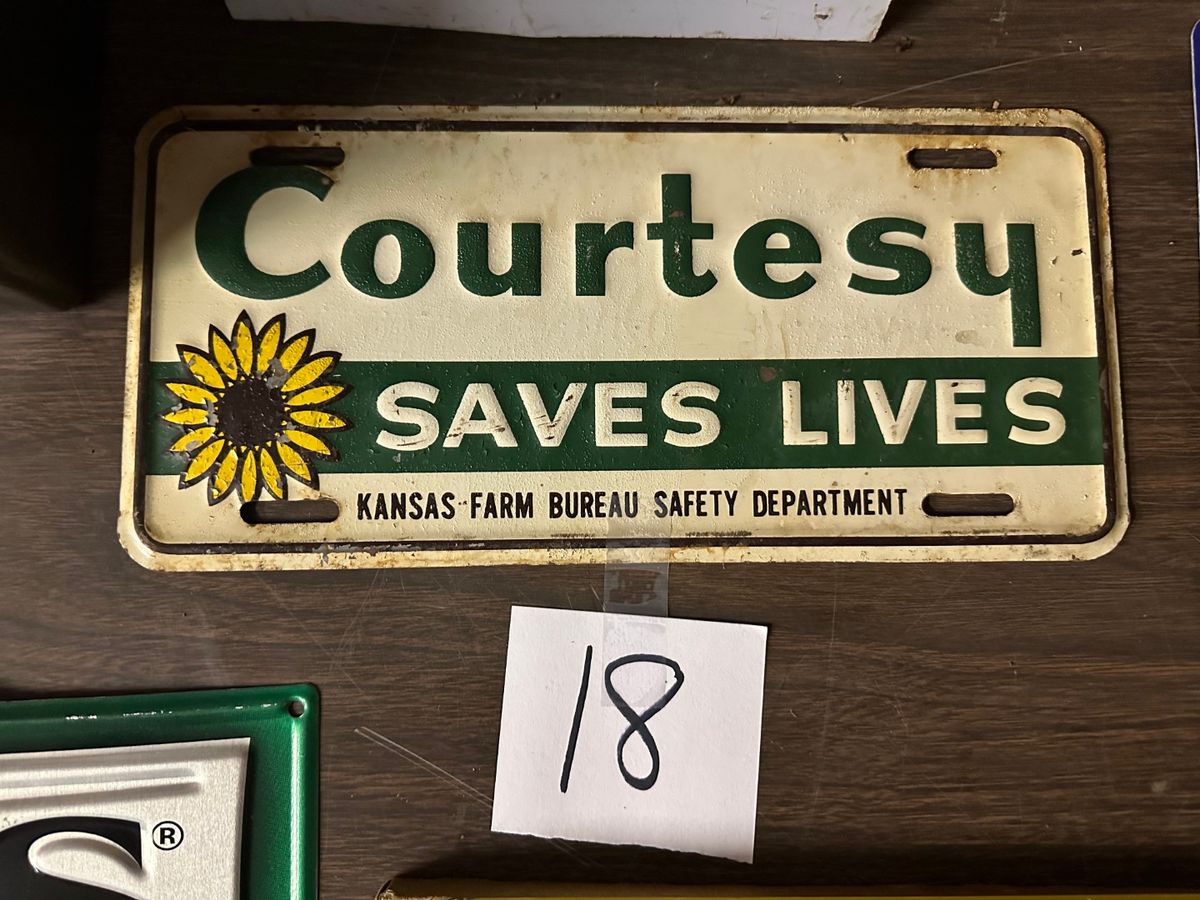 Courtesy
SAVES LIVES
KANSAS FARM BUREAU SAFETY DEPARTMENT
18
®